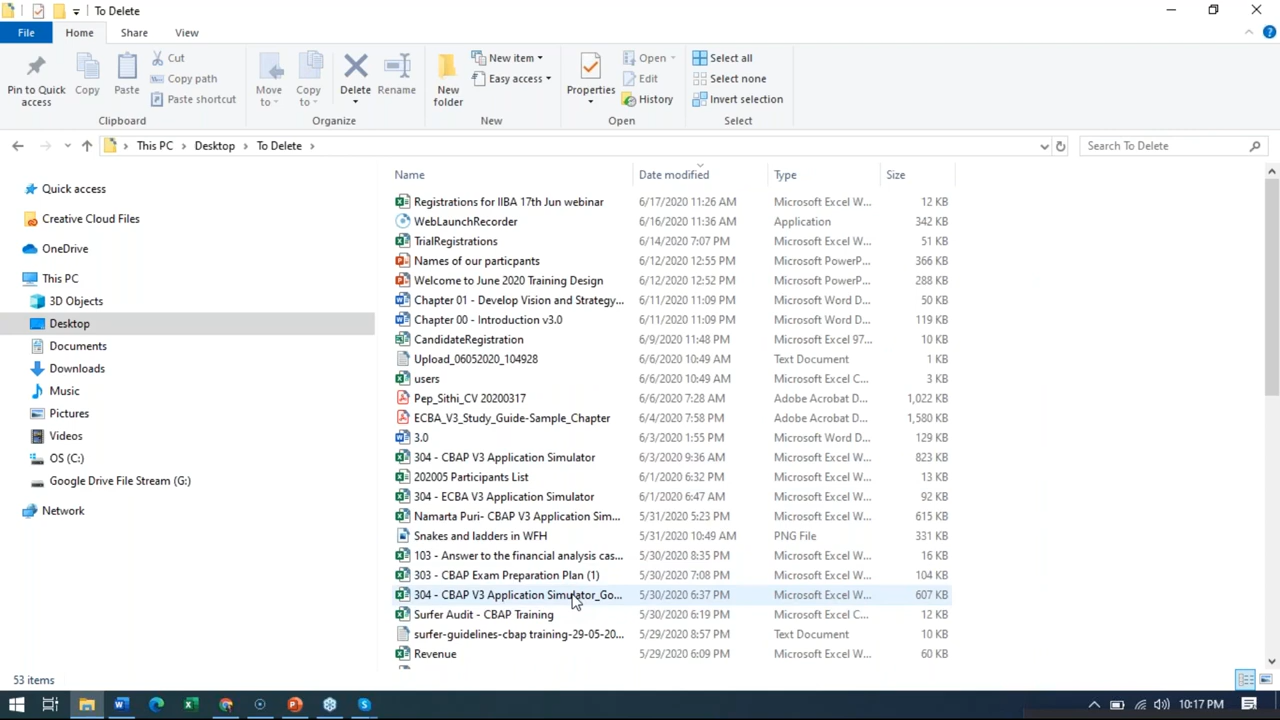 To Delete
File Home Share View
Pin to Quick access
Copy
Paste
Cut
Copy path
Paste shortcut
Clipboard
Move to
Copy to
Delete
Rename
Organize
New folder
New item
Easy access
New
Properties
Open
Edit
History
Open
Select all
Select none
Invert selection
Select
This PC > Desktop > To Delete >
Search To Delete
Quick access
Creative Cloud Files
OneDrive
This PC
3D Objects
Desktop
Documents
Downloads
Music
Pictures
Videos
OS (C:)
Google Drive File Stream (G:)
Network
Name Date modified Type Size
Registrations for IIBA 17th Jun webinar 6/17/2020 11:26 AM Microsoft Excel W... 12 KB
WebLaunchRecorder 6/16/2020 11:36 AM Application 342 KB
TrialRegistrations 6/14/2020 7:07 PM Microsoft Excel W... 51 KB
Names of our particpants 6/12/2020 12:55 PM Microsoft PowerP... 366 KB
Welcome to June 2020 Training Design 6/12/2020 12:52 PM Microsoft PowerP... 288 KB
Chapter 01 - Develop Vision and Strategy... 6/11/2020 11:09 PM Microsoft Word D... 50 KB
Chapter 00 - Introduction v3.0 6/11/2020 11:09 PM Microsoft Word D... 119 KB
CandidateRegistration 6/9/2020 11:48 PM Microsoft Excel 97... 10 KB
Upload_06052020_104928 6/6/2020 10:49 AM Text Document 1 KB
users 6/6/2020 10:49 AM Microsoft Excel C... 3 KB
Pep_Sithi_CV 20200317 6/6/2020 7:28 AM Adobe Acrobat D... 1,022 KB
ECBA_V3_Study_Guide-Sample_Chapter 6/4/2020 7:58 PM Adobe Acrobat D... 1,580 KB
3.0 6/3/2020 1:55 PM Microsoft Word D... 129 KB
304 - CBAP V3 Application Simulator 6/3/2020 9:36 AM Microsoft Excel W... 823 KB
202005 Participants List 6/1/2020 6:32 PM Microsoft Excel W... 13 KB
304 - ECBA V3 Application Simulator 6/1/2020 6:47 AM Microsoft Excel W... 92 KB
Namarta Puri- CBAP V3 Application Sim... 5/31/2020 5:23 PM Microsoft Excel W... 615 KB
Snakes and ladders in WFH 5/31/2020 10:49 AM PNG File 331 KB
103 - Answer to the financial analysis cas... 5/30/2020 8:35 PM Microsoft Excel W... 16 KB
303 - CBAP Exam Preparation Plan (1) 5/30/2020 7:08 PM Microsoft Excel W... 104 KB
304 - CBAP V3 Application Simulator_Go... 5/30/2020 6:37 PM Microsoft Excel W... 607 KB
Surfer Audit - CBAP Training 5/30/2020 6:19 PM Microsoft Excel C... 12 KB
surfer-guidelines-cbap training-29-05-20... 5/29/2020 8:57 PM Text Document 10 KB
Revenue 5/29/2020 6:09 PM Microsoft Excel W... 60 KB
53 items
10:17 PM